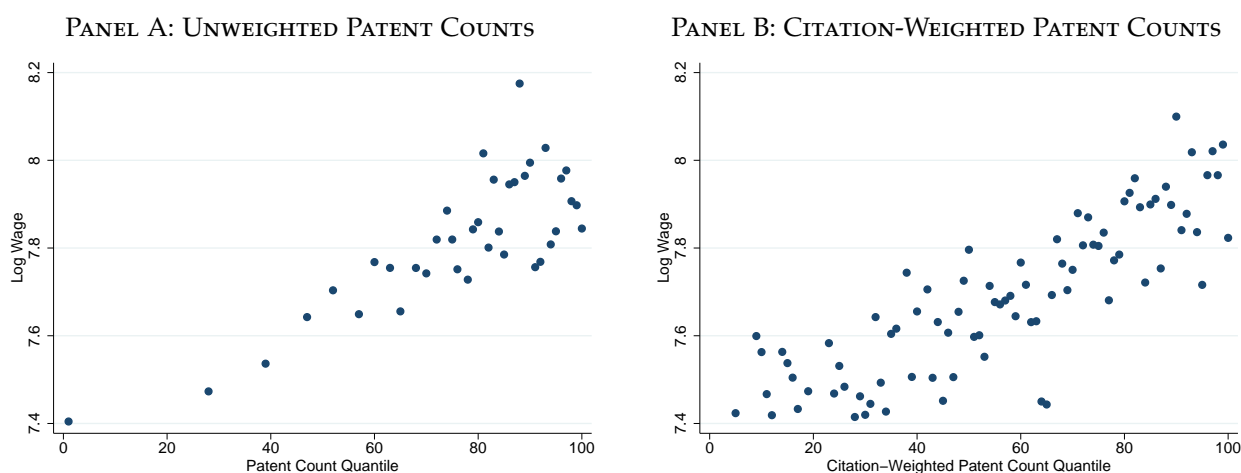 PANEL A: UNWEIGHTED PATENT COUNTS
8.2
8
7.8
7.6
7.4
Log Wage
0 20 40 60 80 100
Patent Count Quantile
PANEL B: CITATION-WEIGHTED PATENT COUNTS
8.2
8
7.8
7.6
7.4
Log Wage
0 20 40 60 80 100
Citation−Weighted Patent Count Quantile